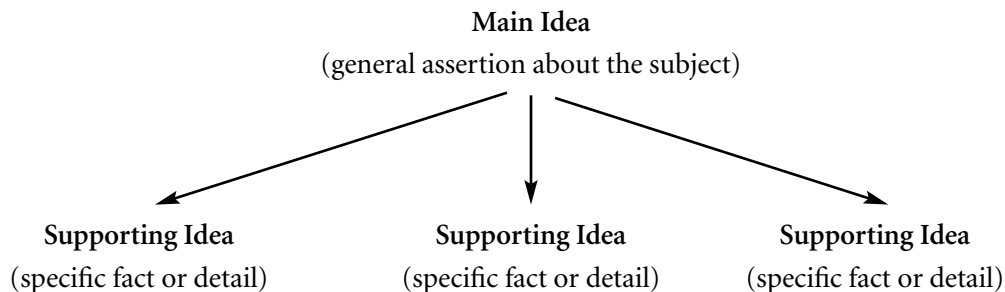 Main Idea
(general assertion about the subject)
Supporting Idea
(specific fact or detail)
Supporting Idea
(specific fact or detail)
Supporting Idea
(specific fact or detail)